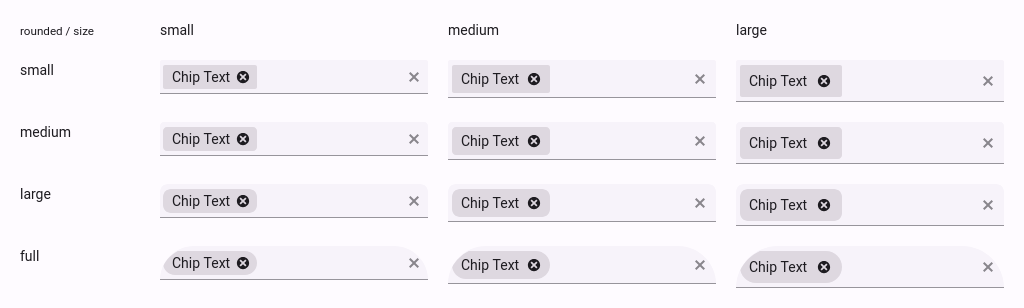 rounded / size small medium large
small Chip Text Chip Text Chip Text
medium Chip Text Chip Text Chip Text
large Chip Text Chip Text Chip Text
full Chip Text Chip Text Chip Text